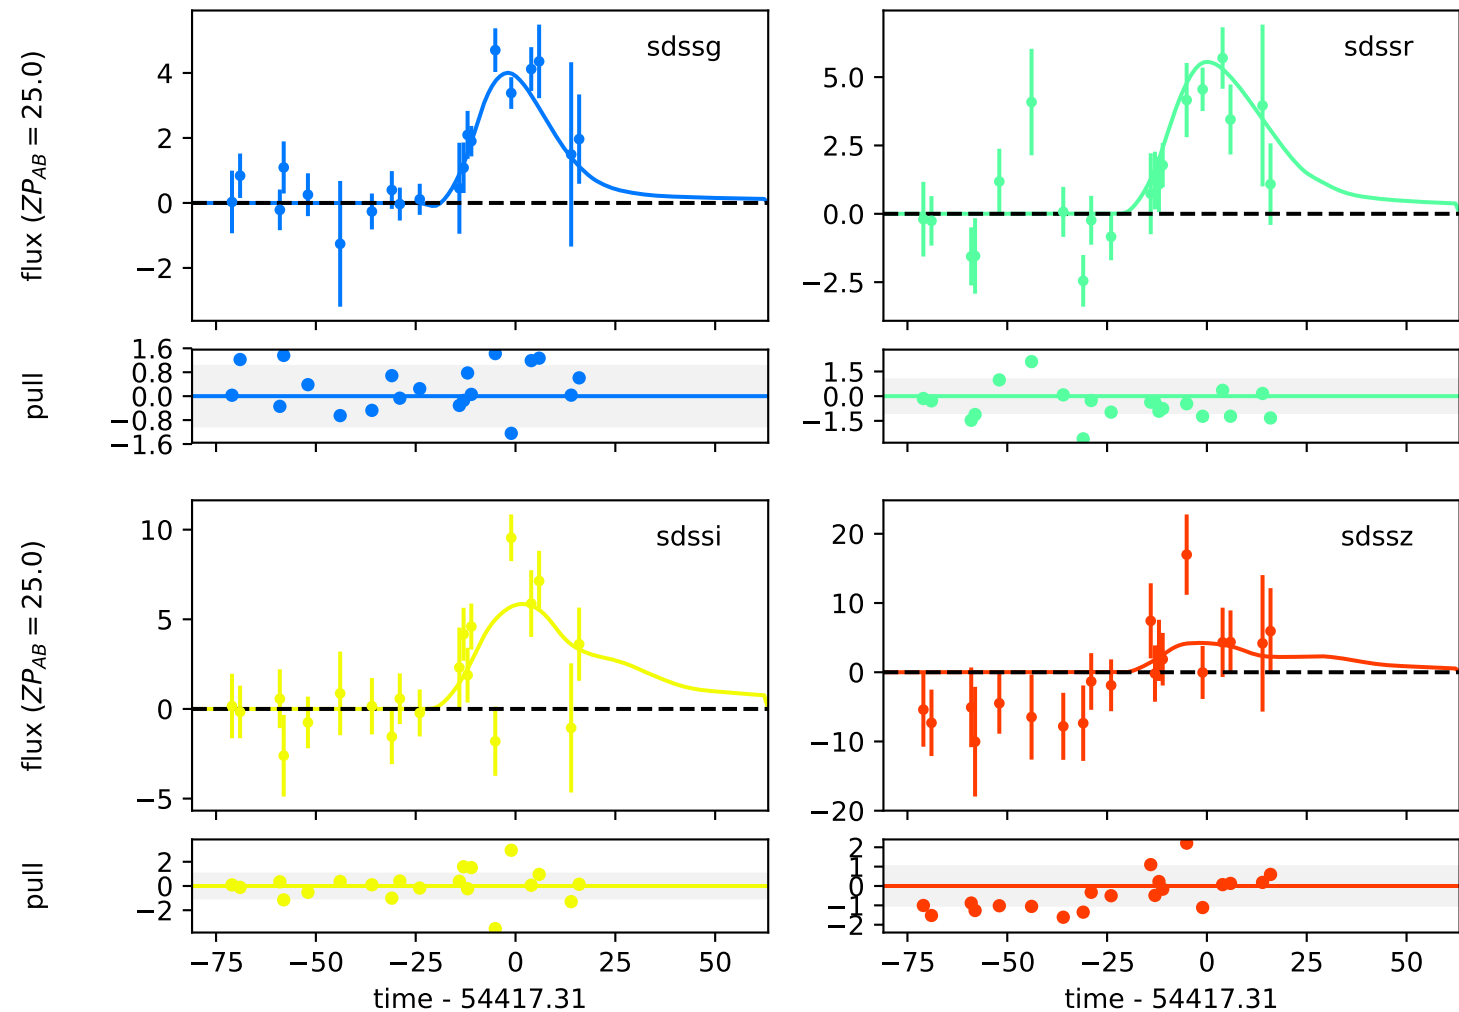 sdssg
flux (ZP_AB = 25.0)
4
2
0
−2
sdssr
5.0
2.5
0.0
−2.5
pull
1.6
0.8
0.0
−0.8
−1.6
1.5
0.0
−1.5
sdssi
flux (ZP_AB = 25.0)
10
5
0
−5
sdssz
20
10
0
−10
−20
pull
2
0
−2
2
1
0
−1
−2
−75 −50 −25 0 25 50
time - 54417.31
−75 −50 −25 0 25 50
time - 54417.31